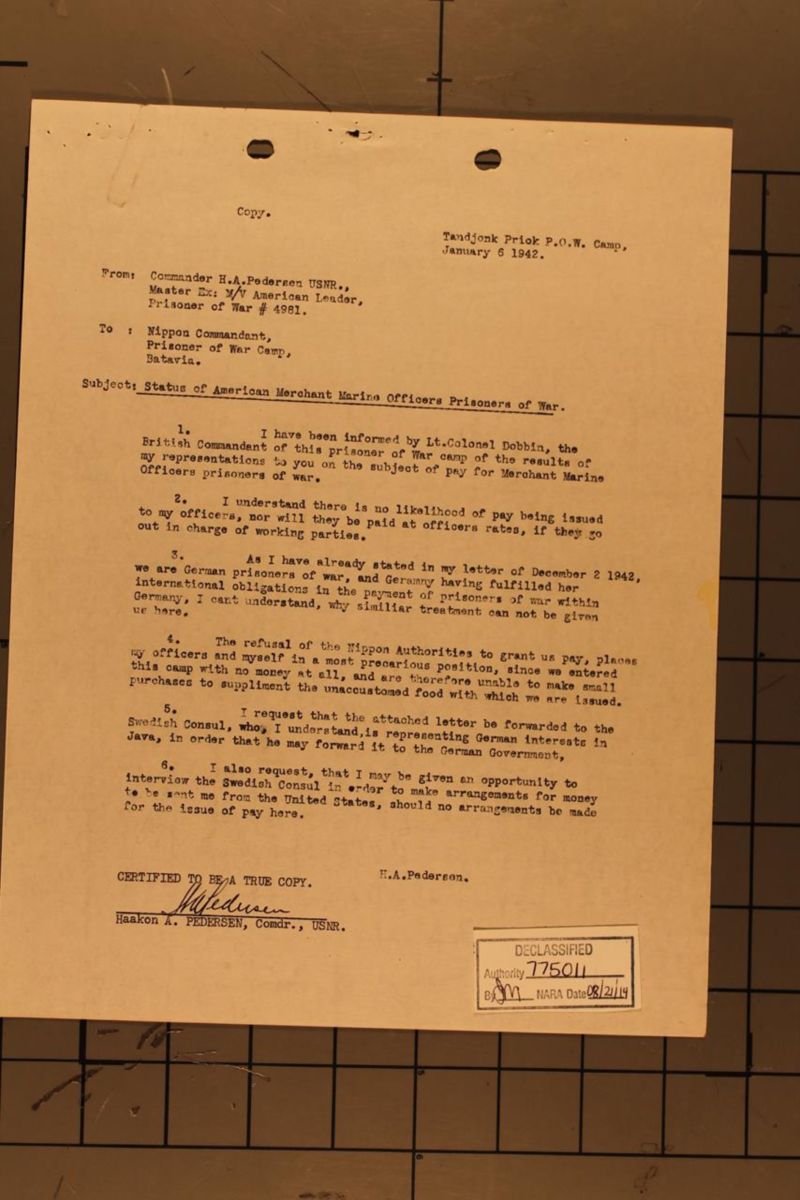 Copy.
Tandjonk Priok P.O.W. Camp,
January 6 1942.
From: Commander H.A.Pedersen USNR.,
Master Ex: M/V American Leader,
Prisoner of War # 4981.
To : Nippon Commandant,
Prisoner of War Camp,
Batavia.
Subject: Status of American Merchant Marine Officers Prisoners of War.
1. I have been informed by Lt.Colonel Dobbin, the
British Commandant of this prisoner of War camp of the results of
my representations to you on the subject of pay for Merchant Marine
Officers prisoners of war.
2. I understand there is no likelihood of pay being issued
to my officers, nor will they be paid at officers rates, if they go
out in charge of working parties.
3. As I have already stated in my letter of December 2 1942,
we are German prisoners of war, and Geramny having fulfilled her
international obligations in the payment of prisoners of war within
Germany, I cant understand, why similiar treatment can not be given
us here.
4. The refusal of the Nippon Authorities to grant us pay, places
my officers and myself in a most precarious position, since we entered
this camp with no money at all, and are therefore unable to make small
purchases to suppliment the unaccustomed food with which we are issued.
5. I request that the attached letter be forwarded to the
Swedish Consul, who, I understand,is representing German interests in
Java, in order that he may forward it to the German Government,
6. I also request, that I may be given an opportunity to
interview the Swedish Consul in order to make arrangements for money
to be sent me from the United States, should no arrangements be made
for the issue of pay here.
CERTIFIED TO BE A TRUE COPY.
H.A.Pedersen.
HA Pedersen
Haakon A. PEDERSEN, Comdr., USNR.
DECLASSIFIED
Authority 775011
By JM NARA Date 08/21/14